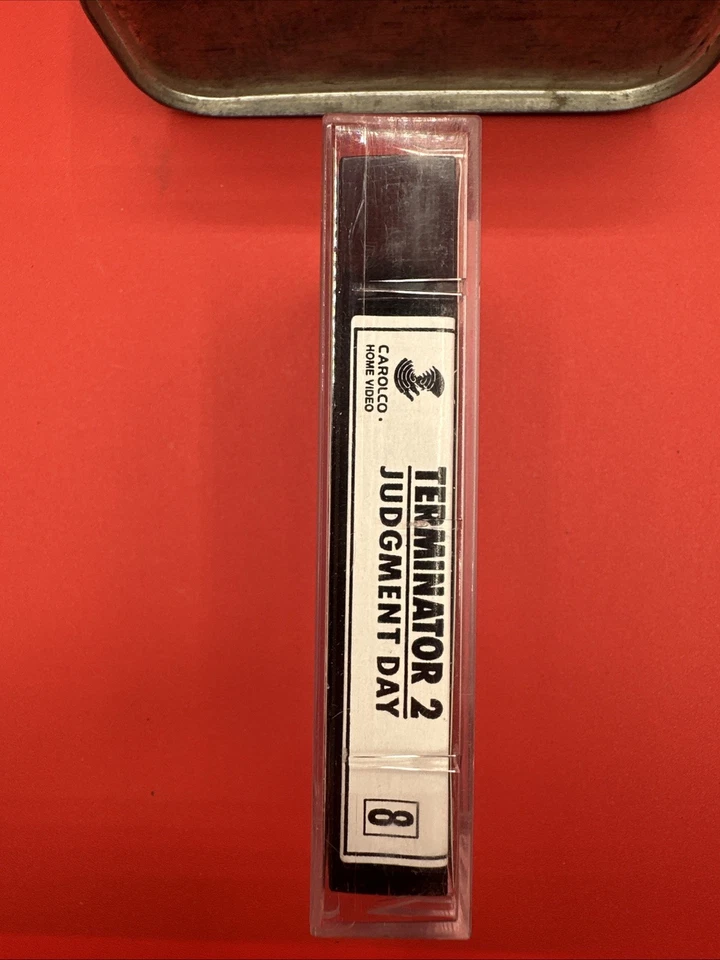 CAROLCO.
HOME VIDEO
TERMINATOR 2
JUDGMENT DAY
8